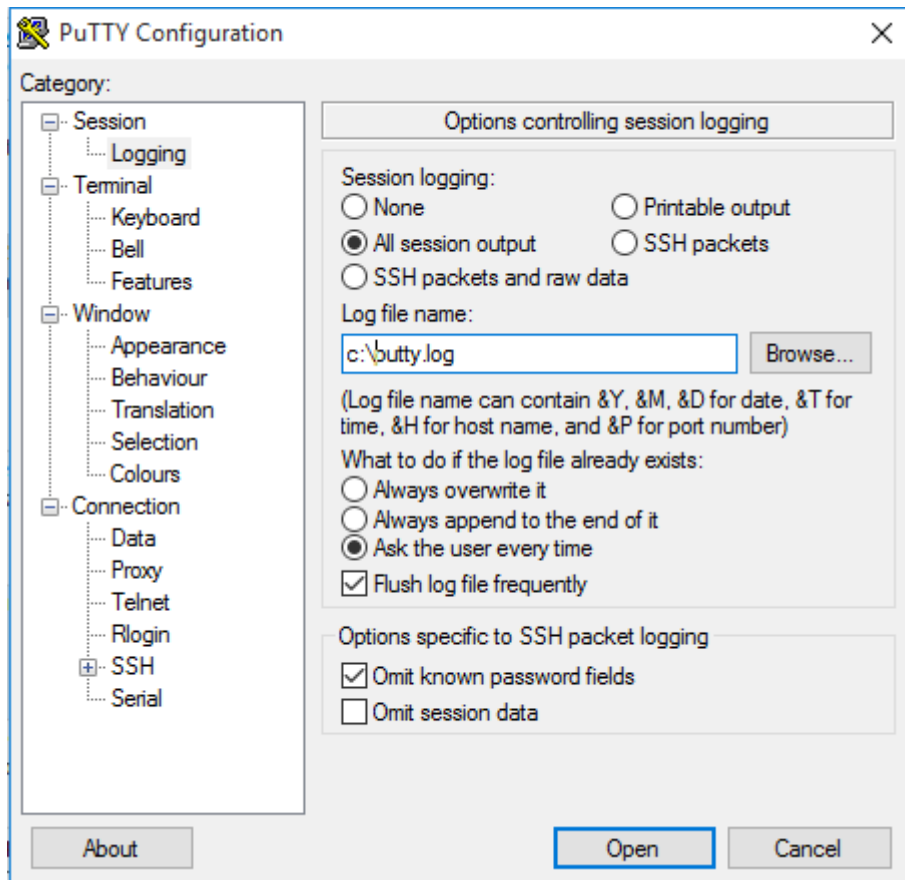 PuTTY Configuration
Category:
Session
Logging
Terminal
Keyboard
Bell
Features
Window
Appearance
Behaviour
Translation
Selection
Colours
Connection
Data
Proxy
Telnet
Rlogin
SSH
Serial
Options controlling session logging
Session logging:
None
Printable output
All session output
SSH packets
SSH packets and raw data
Log file name:
c:\putty.log
Browse...
(Log file name can contain &Y, &M, &D for date, &T for
time, &H for host name, and &P for port number)
What to do if the log file already exists:
Always overwrite it
Always append to the end of it
Ask the user every time
Flush log file frequently
Options specific to SSH packet logging
Omit known password fields
Omit session data
About
Open
Cancel